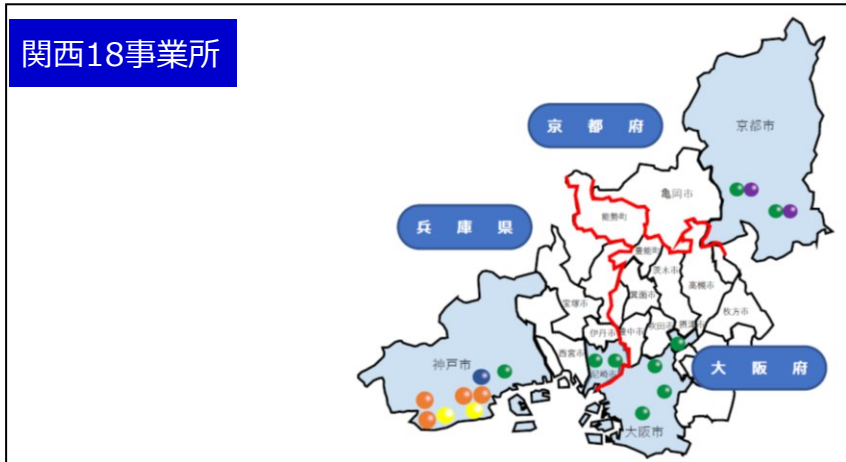 関西18事業所
京都府
京都市
亀岡市
能勢町
兵庫県
豊能町
茨木市
高槻市
箕面市
枚方市
宝塚市
伊丹市
豊中市
吹田市
摂津市
西宮市
神戸市
尼崎市
大阪府
大阪市